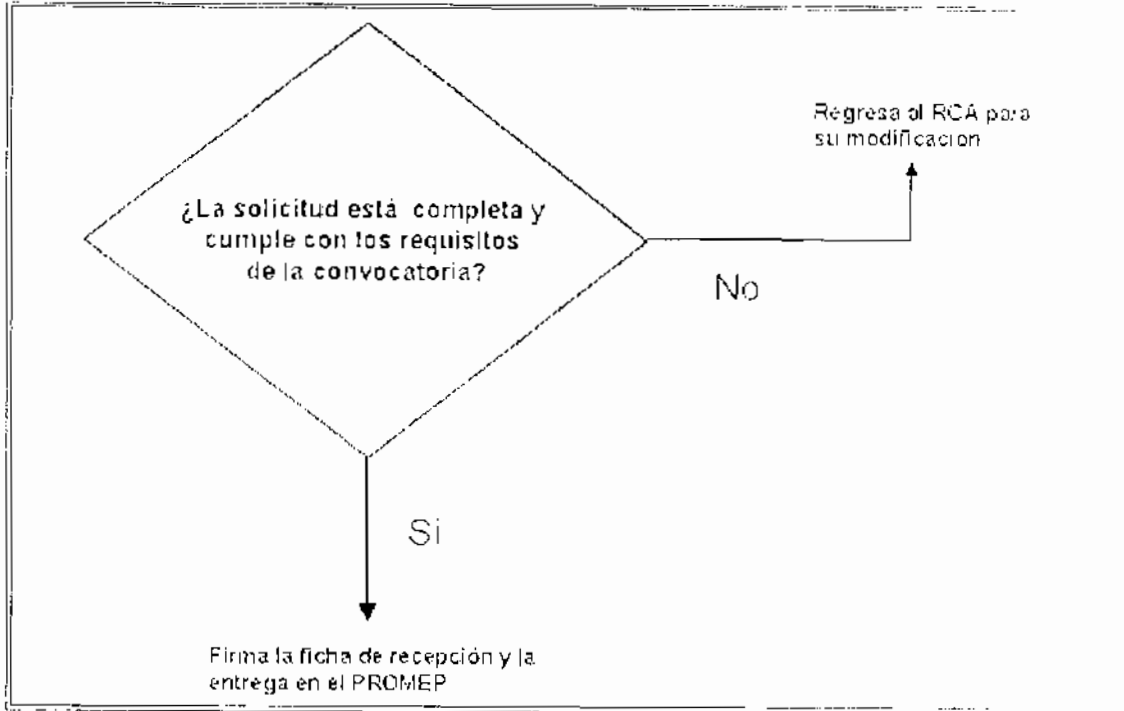 Regresa al RCA para
su modificacion
¿La solicitud está completa y
cumple con los requisitos
de la convocatoria?
No
Si
Firma la ficha de recepción y la
entrega en el PROMEP